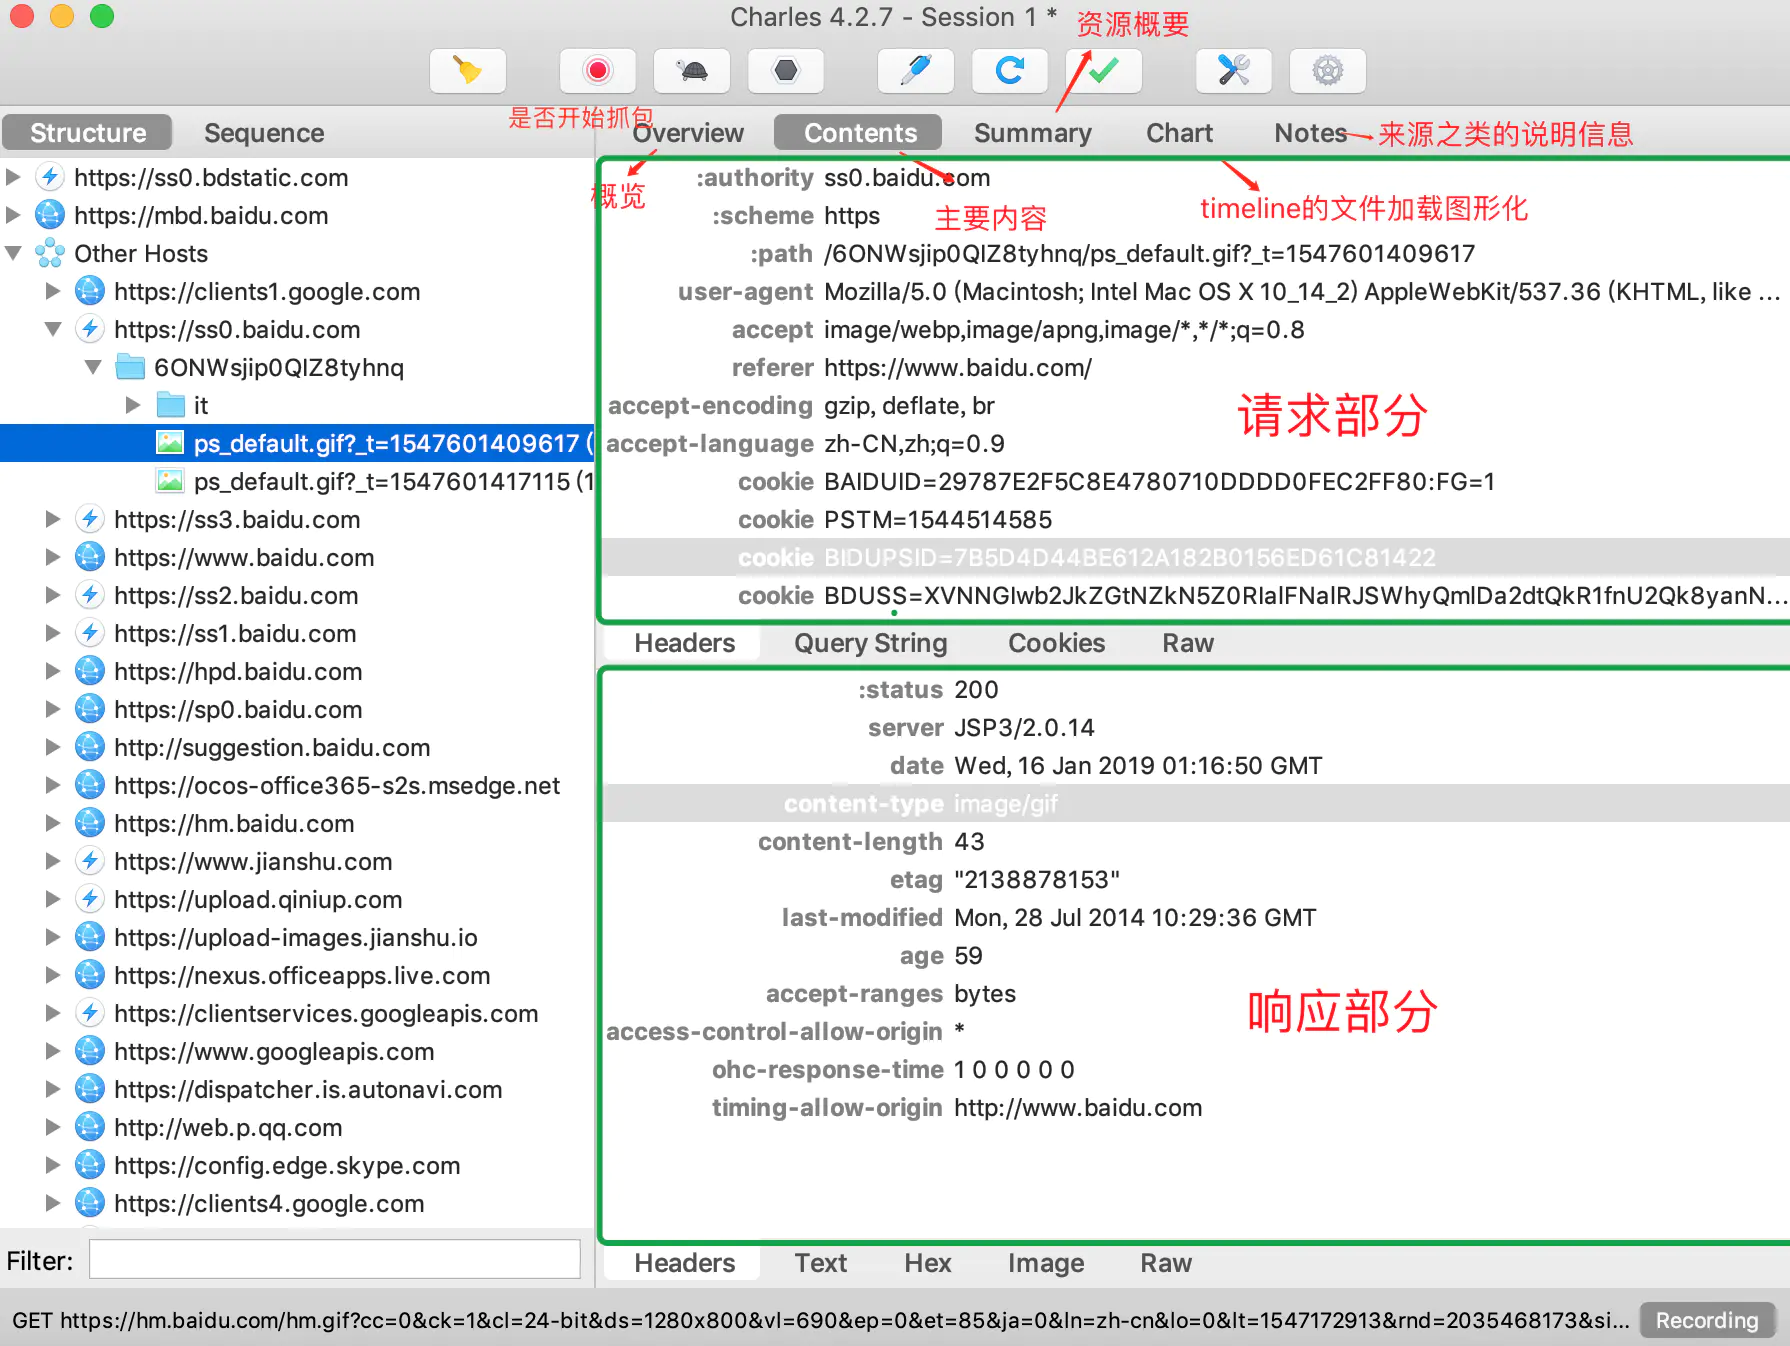 Charles 4.2.7 - Session 1 *
资源概要
是否开始抓包
Structure Sequence
Overview Contents Summary Chart Notes
来源之类的说明信息
概览
主要内容
timeline的文件加载图形化
https://ss0.bdstatic.com
https://mbd.baidu.com
Other Hosts
https://clients1.google.com
https://ss0.baidu.com
6ONWsjip0QIZ8tyhnq
it
ps_default.gif?_t=1547601409617 (
ps_default.gif?_t=1547601417115 (1
https://ss3.baidu.com
https://www.baidu.com
https://ss2.baidu.com
https://ss1.baidu.com
https://hpd.baidu.com
https://sp0.baidu.com
http://suggestion.baidu.com
https://ocos-office365-s2s.msedge.net
https://hm.baidu.com
https://www.jianshu.com
https://upload.qiniup.com
https://upload-images.jianshu.io
https://nexus.officeapps.live.com
https://clientservices.googleapis.com
https://www.googleapis.com
https://dispatcher.is.autonavi.com
http://web.p.qq.com
https://config.edge.skype.com
https://clients4.google.com
Filter:
:authority ss0.baidu.com
:scheme https
:path /6ONWsjip0QIZ8tyhnq/ps_default.gif?_t=1547601409617
user-agent Mozilla/5.0 (Macintosh; Intel Mac OS X 10_14_2) AppleWebKit/537.36 (KHTML, like ...
accept image/webp,image/apng,image/*,*/*;q=0.8
referer https://www.baidu.com/
accept-encoding gzip, deflate, br
accept-language zh-CN,zh;q=0.9
请求部分
cookie BAIDUID=29787E2F5C8E4780710DDDD0FEC2FF80:FG=1
cookie PSTM=1544514585
cookie BIDUPSID=7B5D4D44BE612A182B0156ED61C81422
cookie BDUSS=XVNNGlwb2JkZGtNZkN5Z0RIalFNalRJSWhyQmlDa2dtQkR1fnU2Qk8yanN...
Headers Query String Cookies Raw
:status 200
server JSP3/2.0.14
date Wed, 16 Jan 2019 01:16:50 GMT
content-type image/gif
content-length 43
etag "2138878153"
last-modified Mon, 28 Jul 2014 10:29:36 GMT
age 59
accept-ranges bytes
响应部分
access-control-allow-origin *
ohc-response-time 1 0 0 0 0 0
timing-allow-origin http://www.baidu.com
Headers Text Hex Image Raw
GET https://hm.baidu.com/hm.gif?cc=0&ck=1&cl=24-bit&ds=1280x800&vl=690&ep=0&et=85&ja=0&ln=zh-cn&lo=0&lt=1547172913&rnd=2035468173&si...
Recording